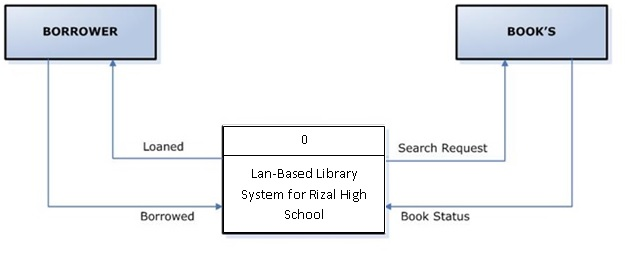 BORROWER
BOOK'S
0
Loaned
Search Request
Lan-Based Library
System for Rizal High
School
Borrowed
Book Status